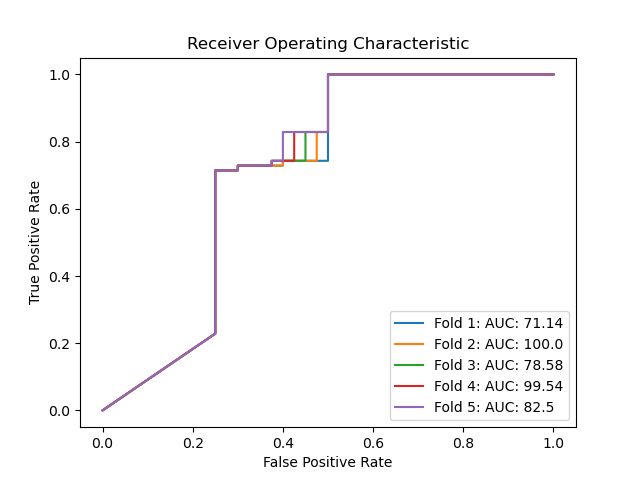 Receiver Operating Characteristic
1.0
0.8
0.6
0.4
0.2
0.0
True Positive Rate
Fold 1: AUC: 71.14
Fold 2: AUC: 100.0
Fold 3: AUC: 78.58
Fold 4: AUC: 99.54
Fold 5: AUC: 82.5
0.0 0.2 0.4 0.6 0.8 1.0
False Positive Rate